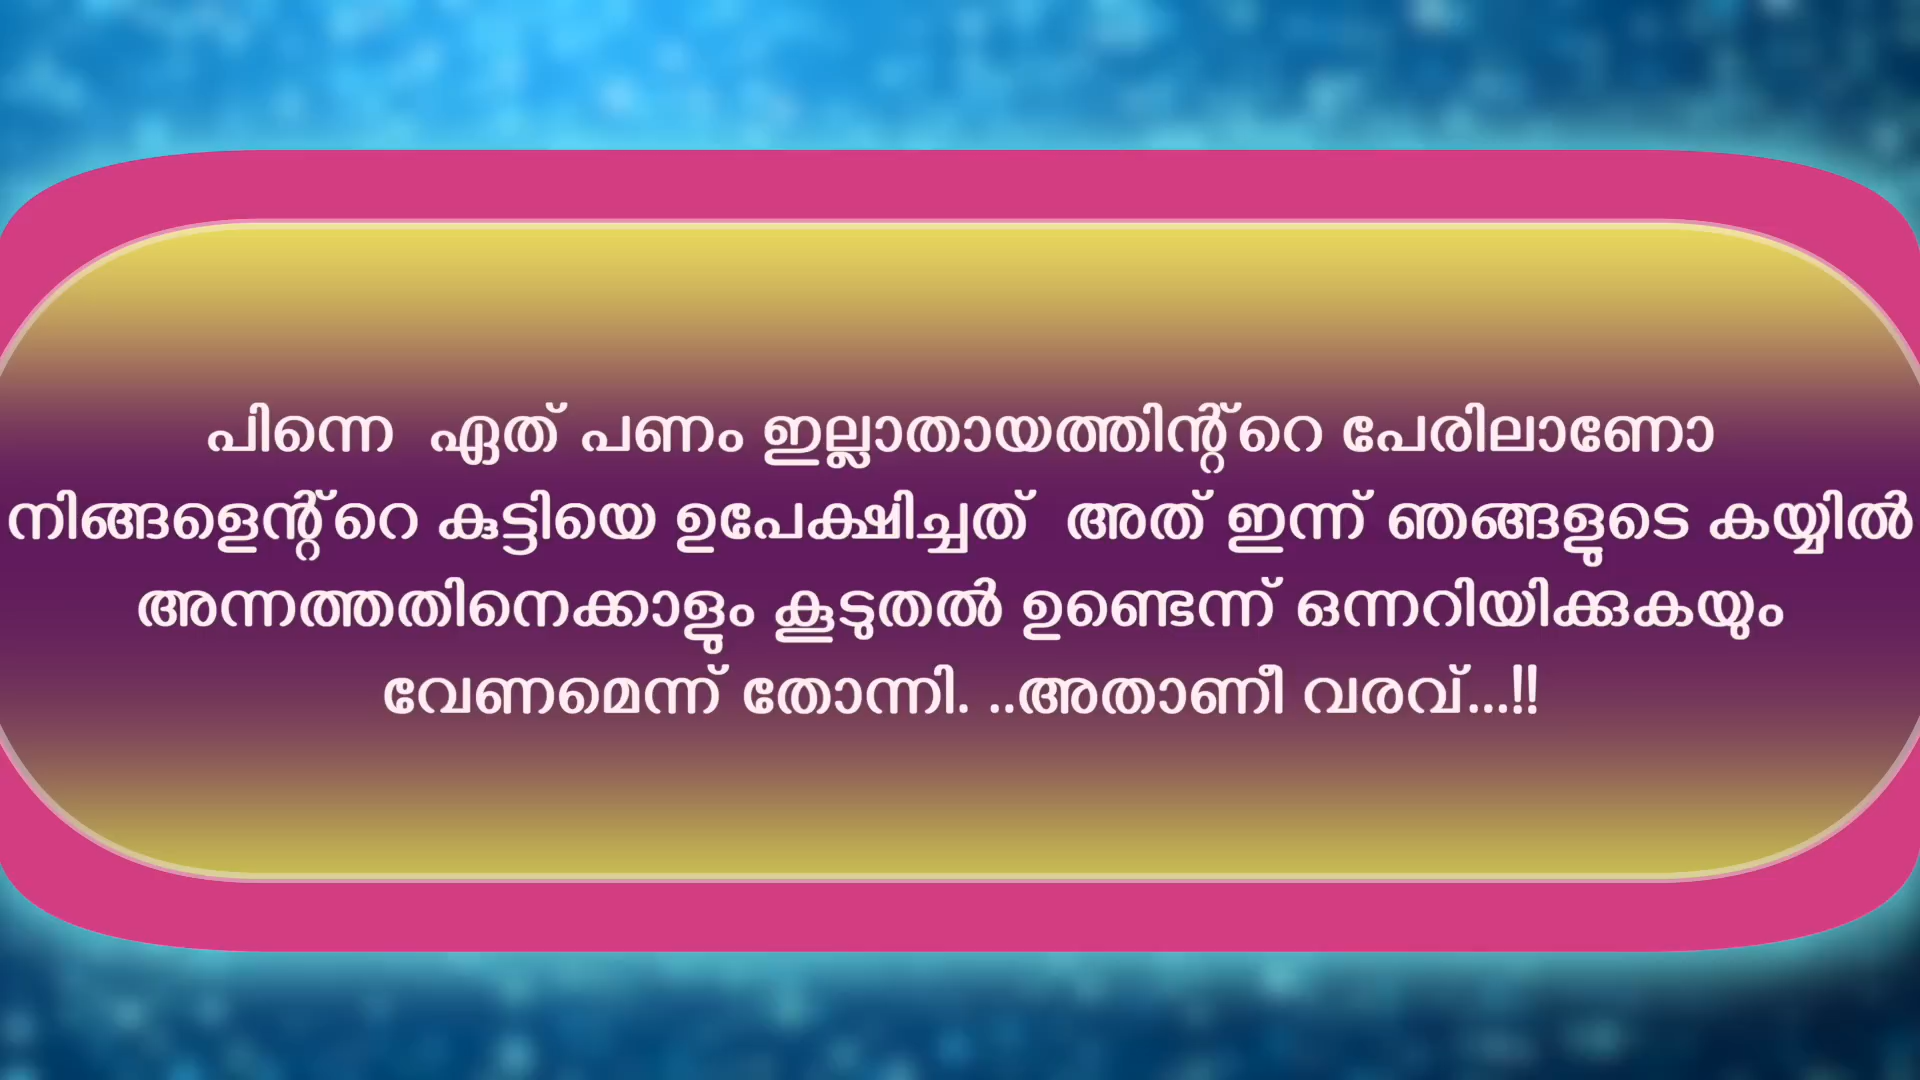 പിന്നെ  ഏത് പണം ഇല്ലാതായത്തിന്റ്റെ പേരിലാണോ
നിങ്ങളെന്റ്റെ കുട്ടിയെ ഉപേക്ഷിച്ചത്  അത് ഇന്ന് ഞങ്ങളുടെ കയ്യിൽ
അന്നത്തതിനെക്കാളും കൂടുതൽ ഉണ്ടെന്ന് ഒന്നറിയിക്കുകയും
വേണമെന്ന് തോന്നി. ..അതാണീ വരവ്...!!